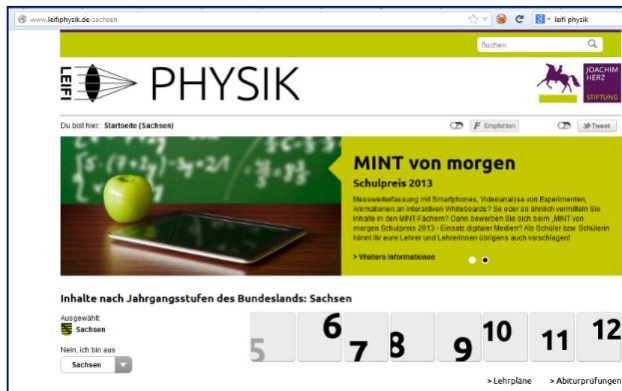 www.leifiphysik.de/sachsen
leifi physik
Suchen
LEIFI PHYSIK
JOACHIM
HERZ
STIFTUNG
Du bist hier: Startseite (Sachsen)
Empfehlen
Tweet
MINT von morgen
Schulpreis 2013
Messwerterfassung mit Smartphones, Videoanalyse von Experimenten,
Animationen an interaktiven Whiteboards? So oder so ähnlich vermitteln Sie
Inhalte in den MINT-Fächern? Dann bewerben Sie sich beim „MINT von
morgen Schulpreis 2013 - Einsatz digitaler Medien"! Als Schüler bzw. Schülerin
könnt ihr eure Lehrer und Lehrerinnen übrigens auch vorschlagen!
> Weitere Informationen
Inhalte nach Jahrgangsstufen des Bundeslands: Sachsen
Ausgewählt:
Sachsen
Nein, ich bin aus
Sachsen
5 6 7 8 9 10 11 12
> Lehrpläne > Abiturprüfungen